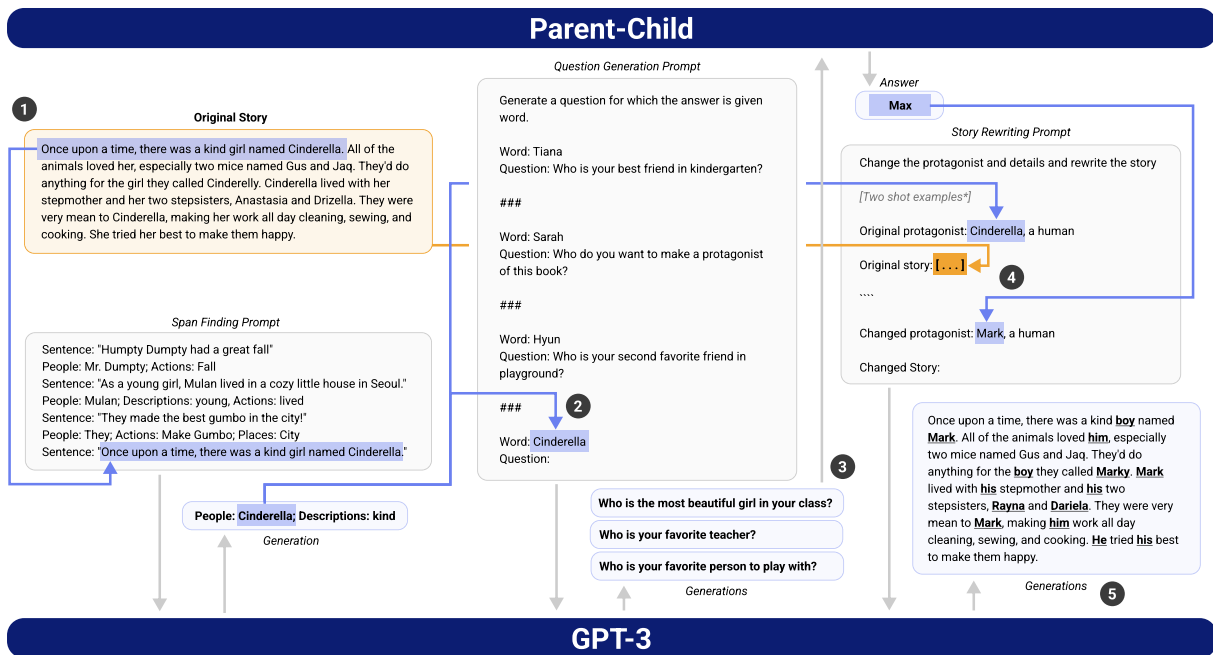 Parent-Child
1
Original Story
Once upon a time, there was a kind girl named Cinderella. All of the
animals loved her, especially two mice named Gus and Jaq. They'd do
anything for the girl they called Cinderelly. Cinderella lived with her
stepmother and her two stepsisters, Anastasia and Drizella. They were
very mean to Cinderella, making her work all day cleaning, sewing, and
cooking. She tried her best to make them happy.
Span Finding Prompt
Sentence: "Humpty Dumpty had a great fall"
People: Mr. Dumpty; Actions: Fall
Sentence: "As a young girl, Mulan lived in a cozy little house in Seoul."
People: Mulan; Descriptions: young, Actions: lived
Sentence: "They made the best gumbo in the city!"
People: They; Actions: Make Gumbo; Places: City
Sentence: "Once upon a time, there was a kind girl named Cinderella."
People: Cinderella; Descriptions: kind
Generation
Question Generation Prompt
Generate a question for which the answer is given
word.
Word: Tiana
Question: Who is your best friend in kindergarten?
###
Word: Sarah
Question: Who do you want to make a protagonist
of this book?
###
Word: Hyun
Question: Who is your second favorite friend in
playground?
###
2
Word: Cinderella
Question:
3
Who is the most beautiful girl in your class?
Who is your favorite teacher?
Who is your favorite person to play with?
Generations
Answer
Max
Story Rewriting Prompt
Change the protagonist and details and rewrite the story
[Two shot examples*]
Original protagonist: Cinderella, a human
Original story: [...]
4
````
Changed protagonist: Mark, a human
Changed Story:
Once upon a time, there was a kind boy named
Mark. All of the animals loved him, especially
two mice named Gus and Jaq. They'd do
anything for the boy they called Marky. Mark
lived with his stepmother and his two
stepsisters, Rayna and Dariela. They were very
mean to Mark, making him work all day
cleaning, sewing, and cooking. He tried his best
to make them happy.
Generations
5
GPT-3